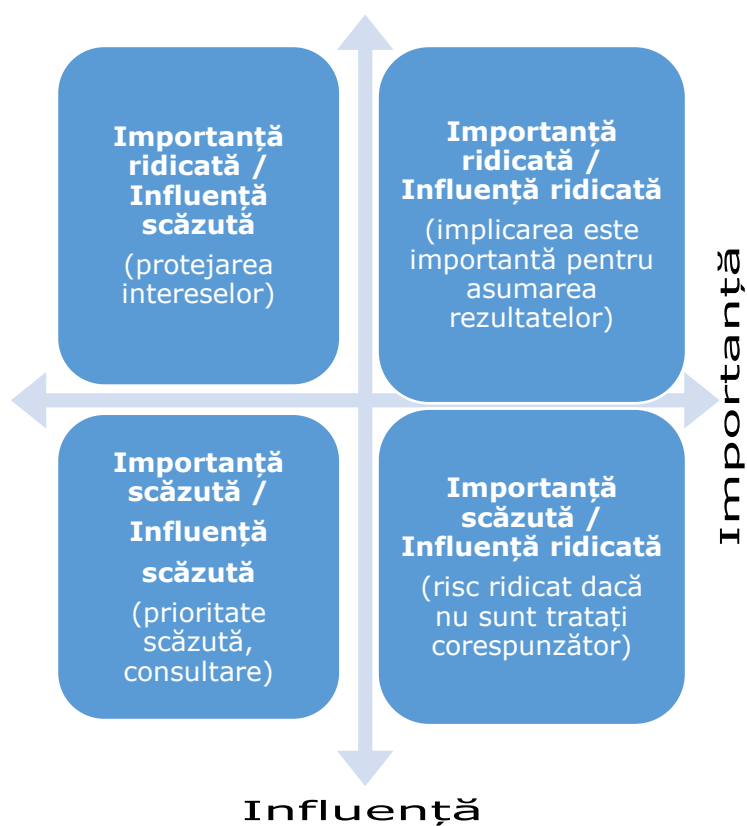 Importanță
ridicată /
Influență
scăzută
(protejarea
intereselor)
Importanță
ridicată /
Influență ridicată
(implicarea este
importantă pentru
asumarea
rezultatelor)
Importanță
scăzută /
Influență
scăzută
(prioritate
scăzută,
consultare)
Importanță
scăzută /
Influență ridicată
(risc ridicat dacă
nu sunt tratați
corespunzător)
Importanță
Influență